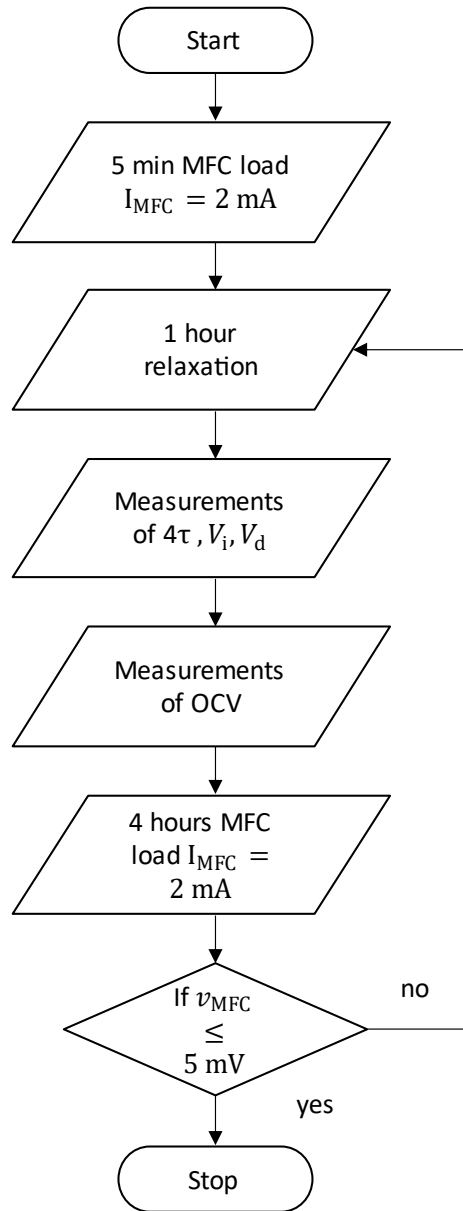 Start
5 min MFC load
I_MFC = 2 mA
1 hour
relaxation
Measurements
of 4τ , V_i, V_d
Measurements
of OCV
4 hours MFC
load I_MFC =
2 mA
If v_MFC
≤
5 mV
no
yes
Stop